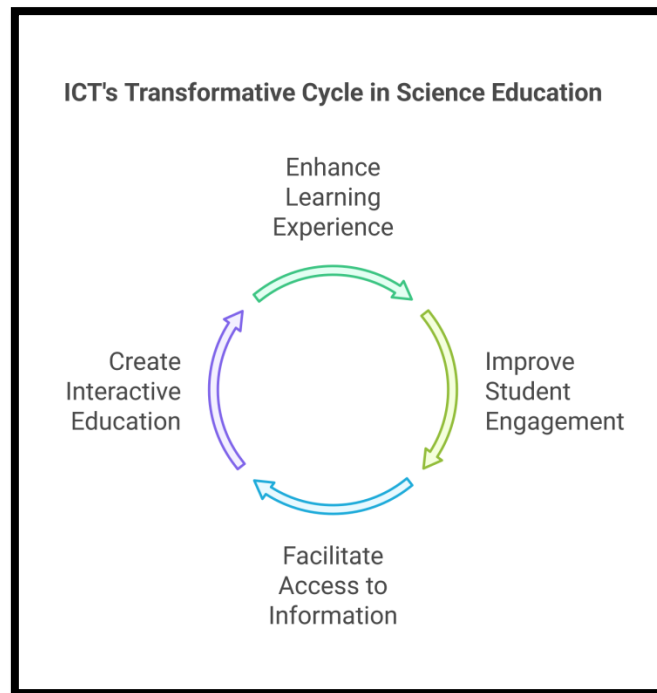 ICT's Transformative Cycle in Science Education
Enhance
Learning
Experience
Improve
Student
Engagement
Facilitate
Access to
Information
Create
Interactive
Education